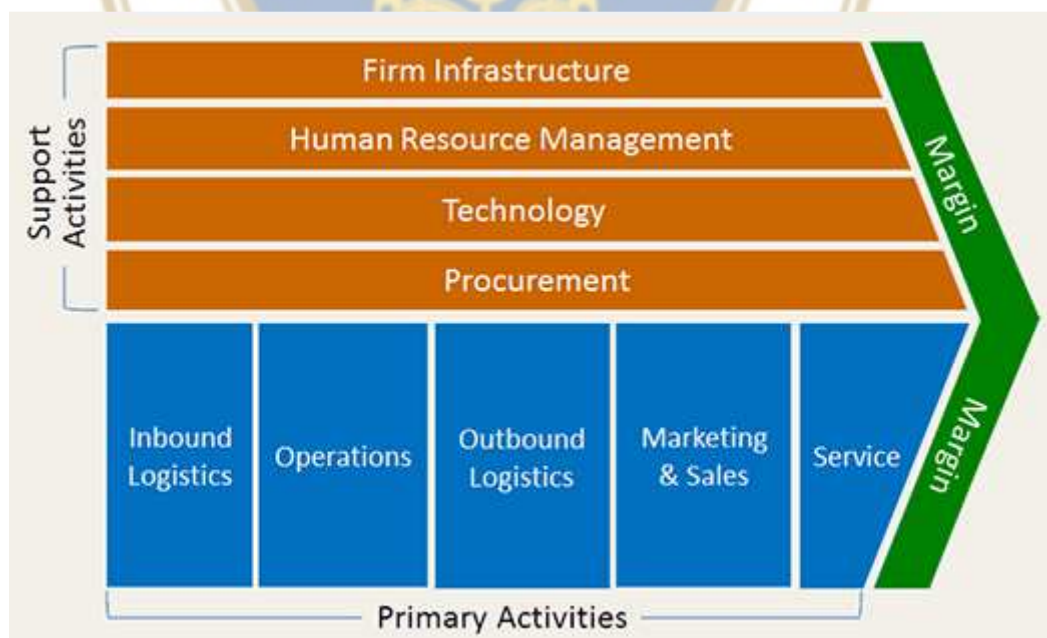 Support
Activities
Firm Infrastructure
Human Resource Management
Technology
Procurement
Margin
Inbound
Logistics
Operations
Outbound
Logistics
Marketing
& Sales
Service
Margin
Primary Activities